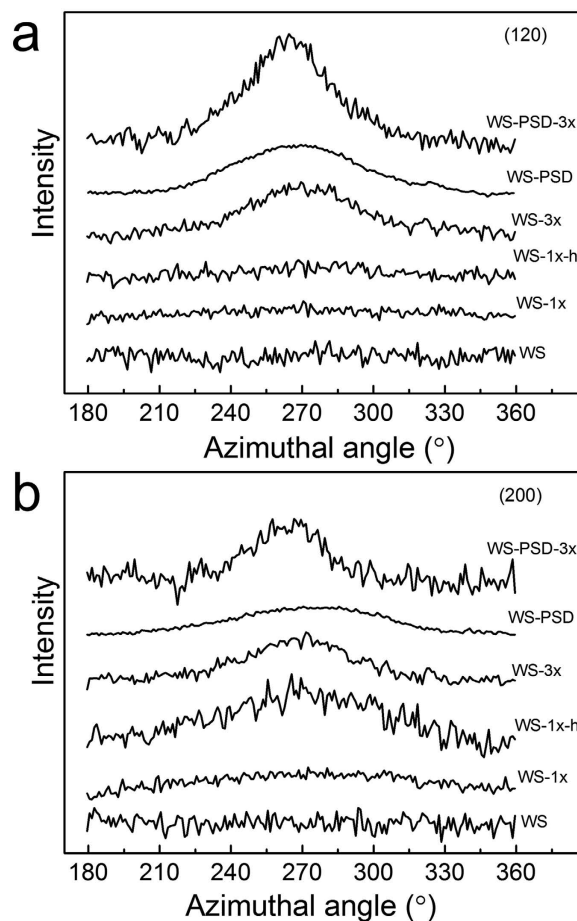 a
(120)
WS-PSD-3x
WS-PSD
WS-3x
WS-1x-h
WS-1x
WS
Intensity
180 210 240 270 300 330 360
Azimuthal angle (°)
b
(200)
WS-PSD-3x
WS-PSD
WS-3x
WS-1x-h
WS-1x
WS
Intensity
180 210 240 270 300 330 360
Azimuthal angle (°)